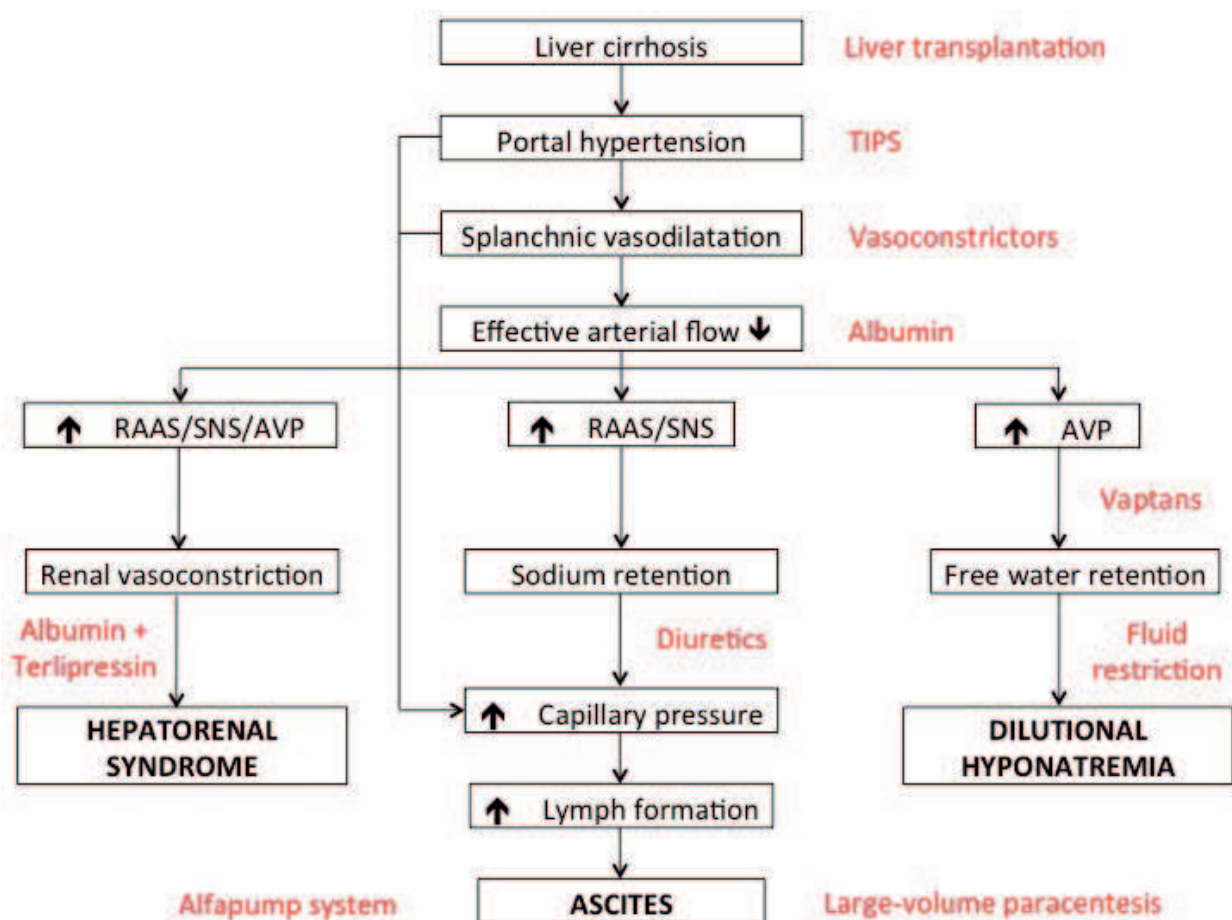 Liver cirrhosis
Liver transplantation
Portal hypertension
TIPS
Splanchnic vasodilatation
Vasoconstrictors
Effective arterial flow ↓
Albumin
↑ RAAS/SNS/AVP
↑ RAAS/SNS
↑ AVP
Vaptans
Renal vasoconstriction
Sodium retention
Free water retention
Albumin +
Terlipressin
Diuretics
Fluid
restriction
HEPATORENAL
SYNDROME
↑ Capillary pressure
DILUTIONAL
HYPONATREMIA
↑ Lymph formation
Alfapump system
ASCITES
Large-volume paracentesis